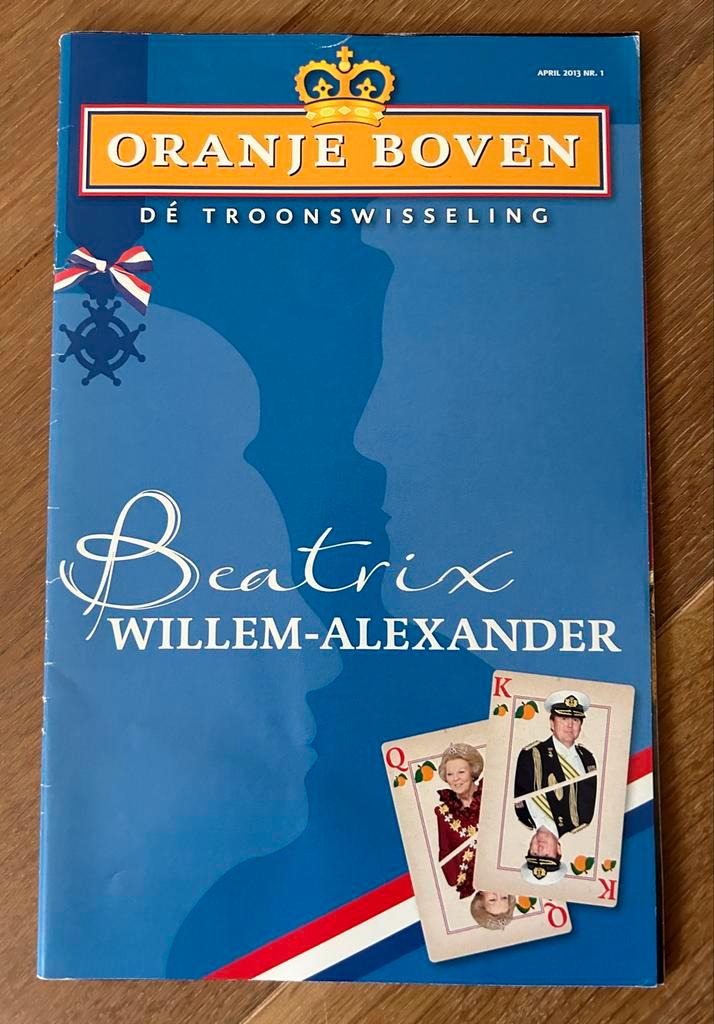 APRIL 2013 NR. 1
ORANJE BOVEN
DÉ TROONSWISSELING
Beatrix
WILLEM-ALEXANDER
K
Q
K
Q